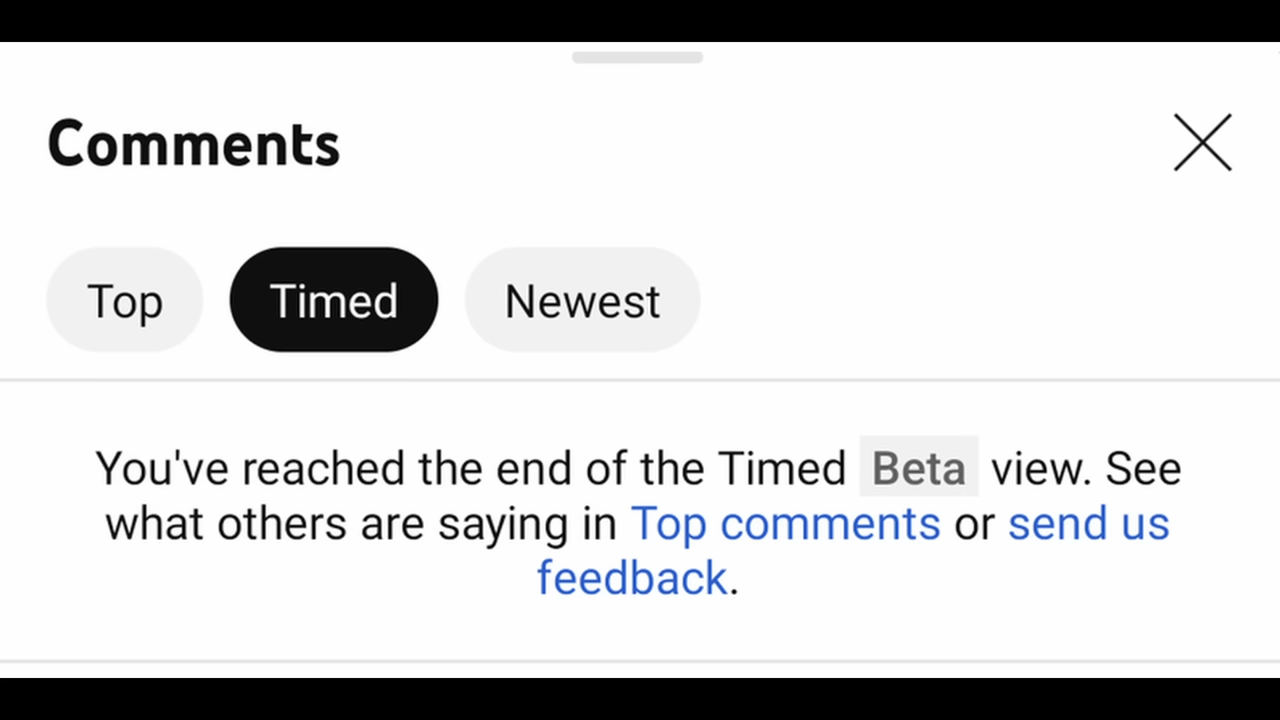 Comments
Top Timed Newest
You've reached the end of the Timed Beta view. See
what others are saying in Top comments or send us
feedback.